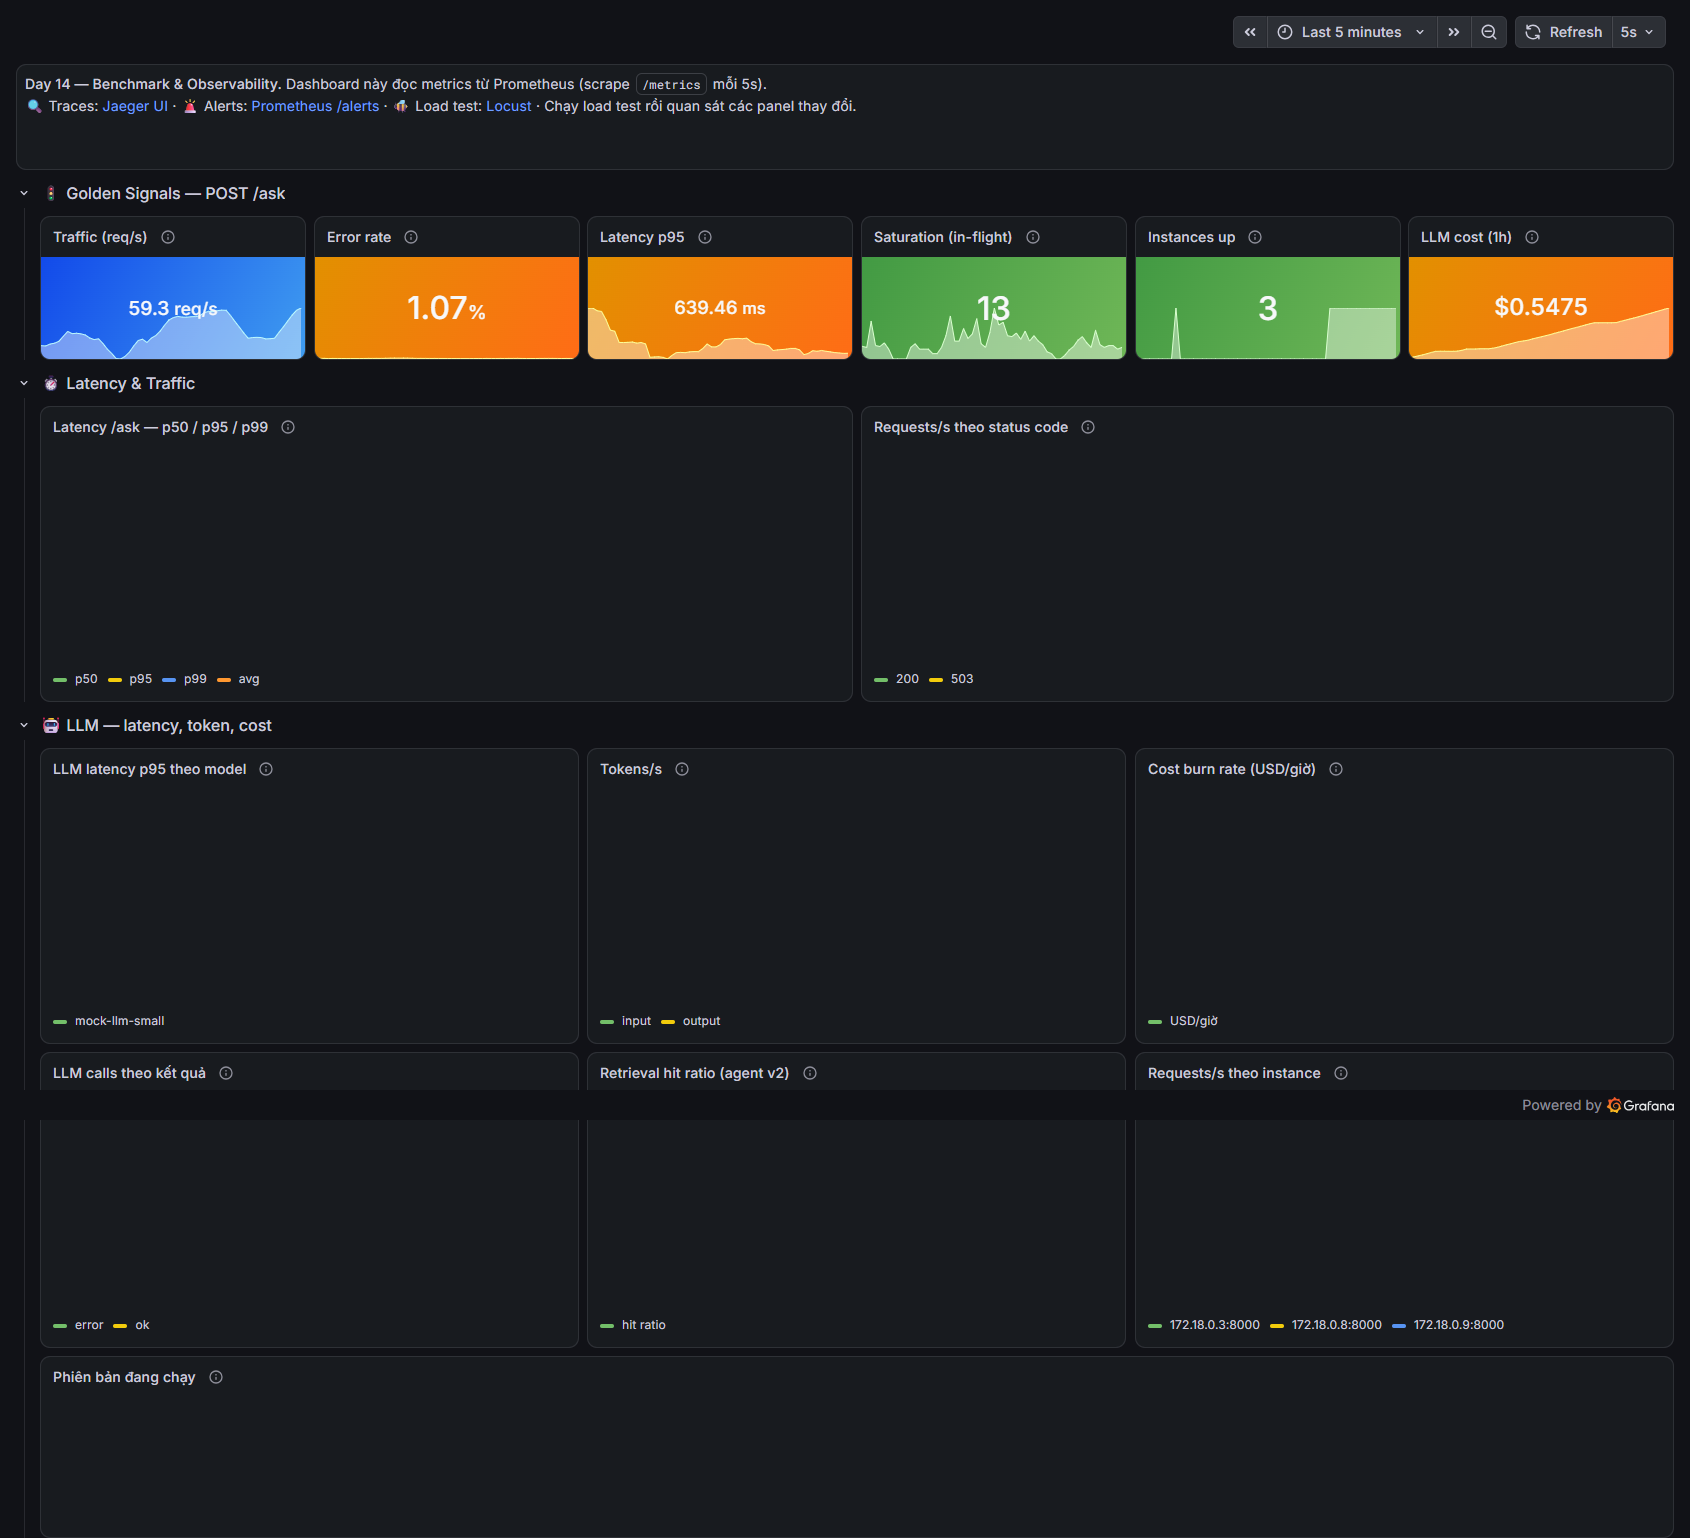 Last 5 minutes
Refresh
5s
Day 14 — Benchmark & Observability. Dashboard này đọc metrics từ Prometheus (scrape /metrics mỗi 5s).
Traces: Jaeger UI · Alerts: Prometheus /alerts · Load test: Locust · Chạy load test rồi quan sát các panel thay đổi.
Golden Signals — POST /ask
Traffic (req/s)
59.3 req/s
Error rate
1.07%
Latency p95
639.46 ms
Saturation (in-flight)
13
Instances up
3
LLM cost (1h)
$0.5475
Latency & Traffic
Latency /ask — p50 / p95 / p99
p50 p95 p99 avg
Requests/s theo status code
200 503
LLM — latency, token, cost
LLM latency p95 theo model
mock-llm-small
Tokens/s
input output
Cost burn rate (USD/giờ)
USD/giờ
LLM calls theo kết quả
Retrieval hit ratio (agent v2)
Requests/s theo instance
Powered by Grafana
error ok
hit ratio
172.18.0.3:8000 172.18.0.8:8000 172.18.0.9:8000
Phiên bản đang chạy